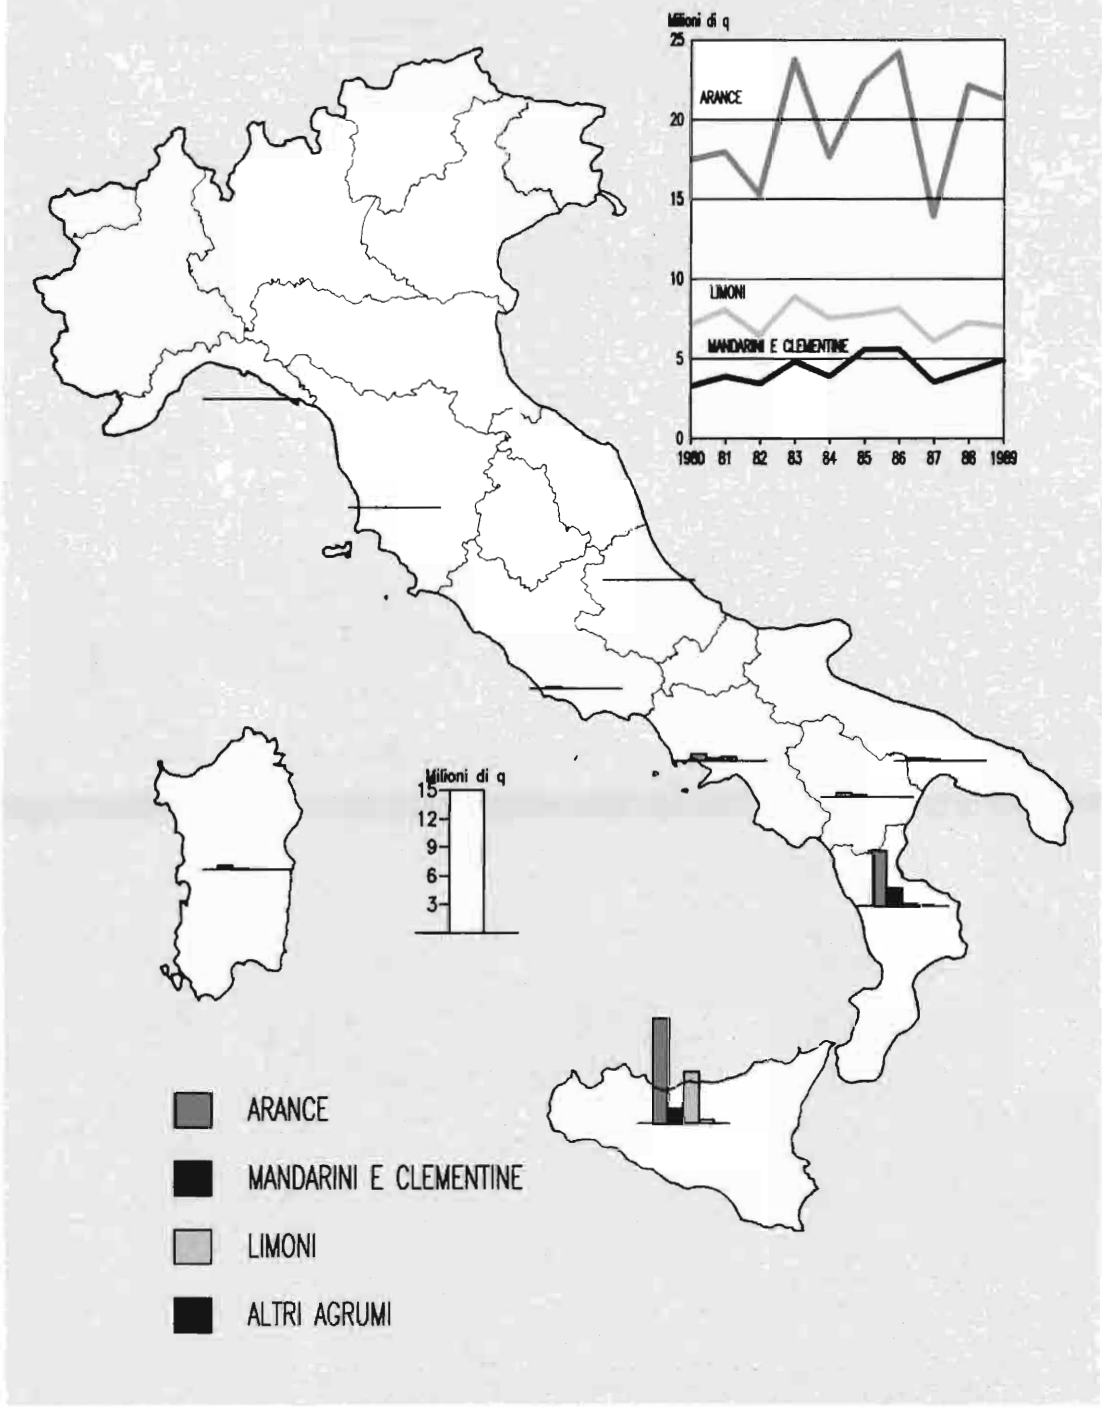 Milioni di q
25
ARANCE
20
15
10
LIMONI
MANDARINI E CLEMENTINE
5
0
1980 81 82 83 84 85 86 87 88 1989
Milioni di q
15
12
9
6
3
ARANCE
MANDARINI E CLEMENTINE
LIMONI
ALTRI AGRUMI